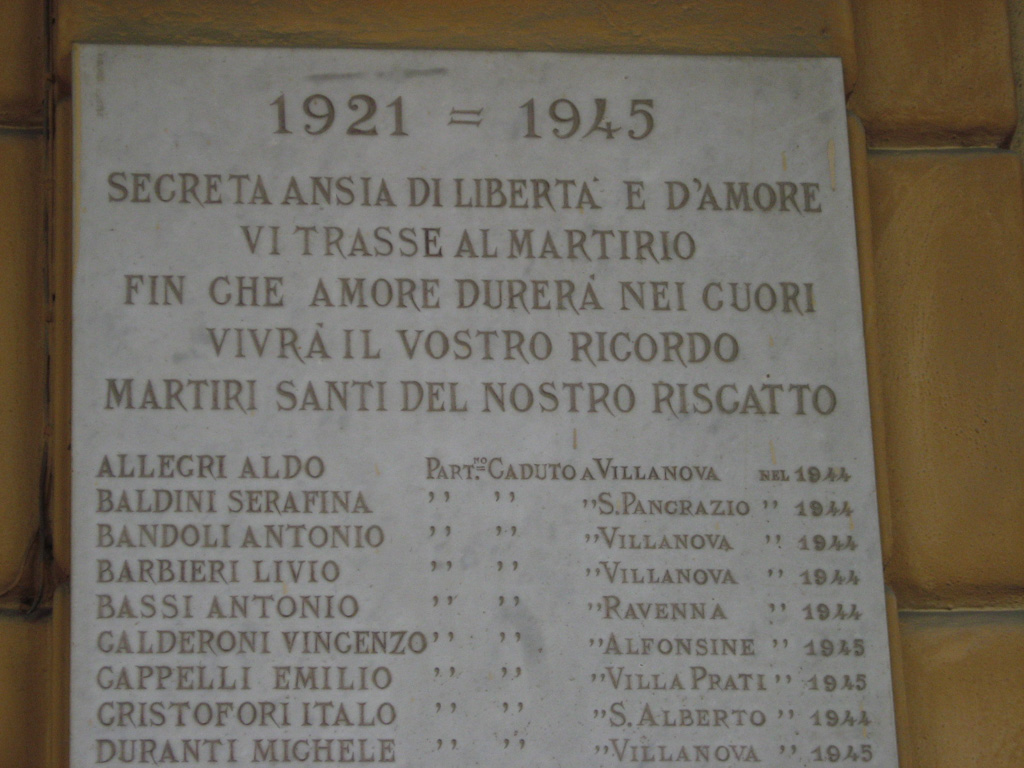 1921 = 1945
SECRETA ANSIA DI LIBERTÀ E D'AMORE
VI TRASSE AL MARTIRIO
FIN CHE AMORE DURERÀ NEI CUORI
VIVRÀ IL VOSTRO RICORDO
MARTIRI SANTI DEL NOSTRO RISCATTO
ALLEGRI ALDO PART.NO CADUTO A VILLANOVA NEL 1944
BALDINI SERAFINA '' '' '' S. PANCRAZIO '' 1944
BANDOLI ANTONIO '' '' '' VILLANOVA '' 1944
BARBIERI LIVIO '' '' '' VILLANOVA '' 1944
BASSI ANTONIO '' '' '' RAVENNA '' 1944
CALDERONI VINCENZO '' '' '' ALFONSINE '' 1945
CAPPELLI EMILIO '' '' '' VILLA PRATI '' 1945
CRISTOFORI ITALO '' '' '' S. ALBERTO '' 1944
DURANTI MICHELE '' '' '' VILLANOVA '' 1945